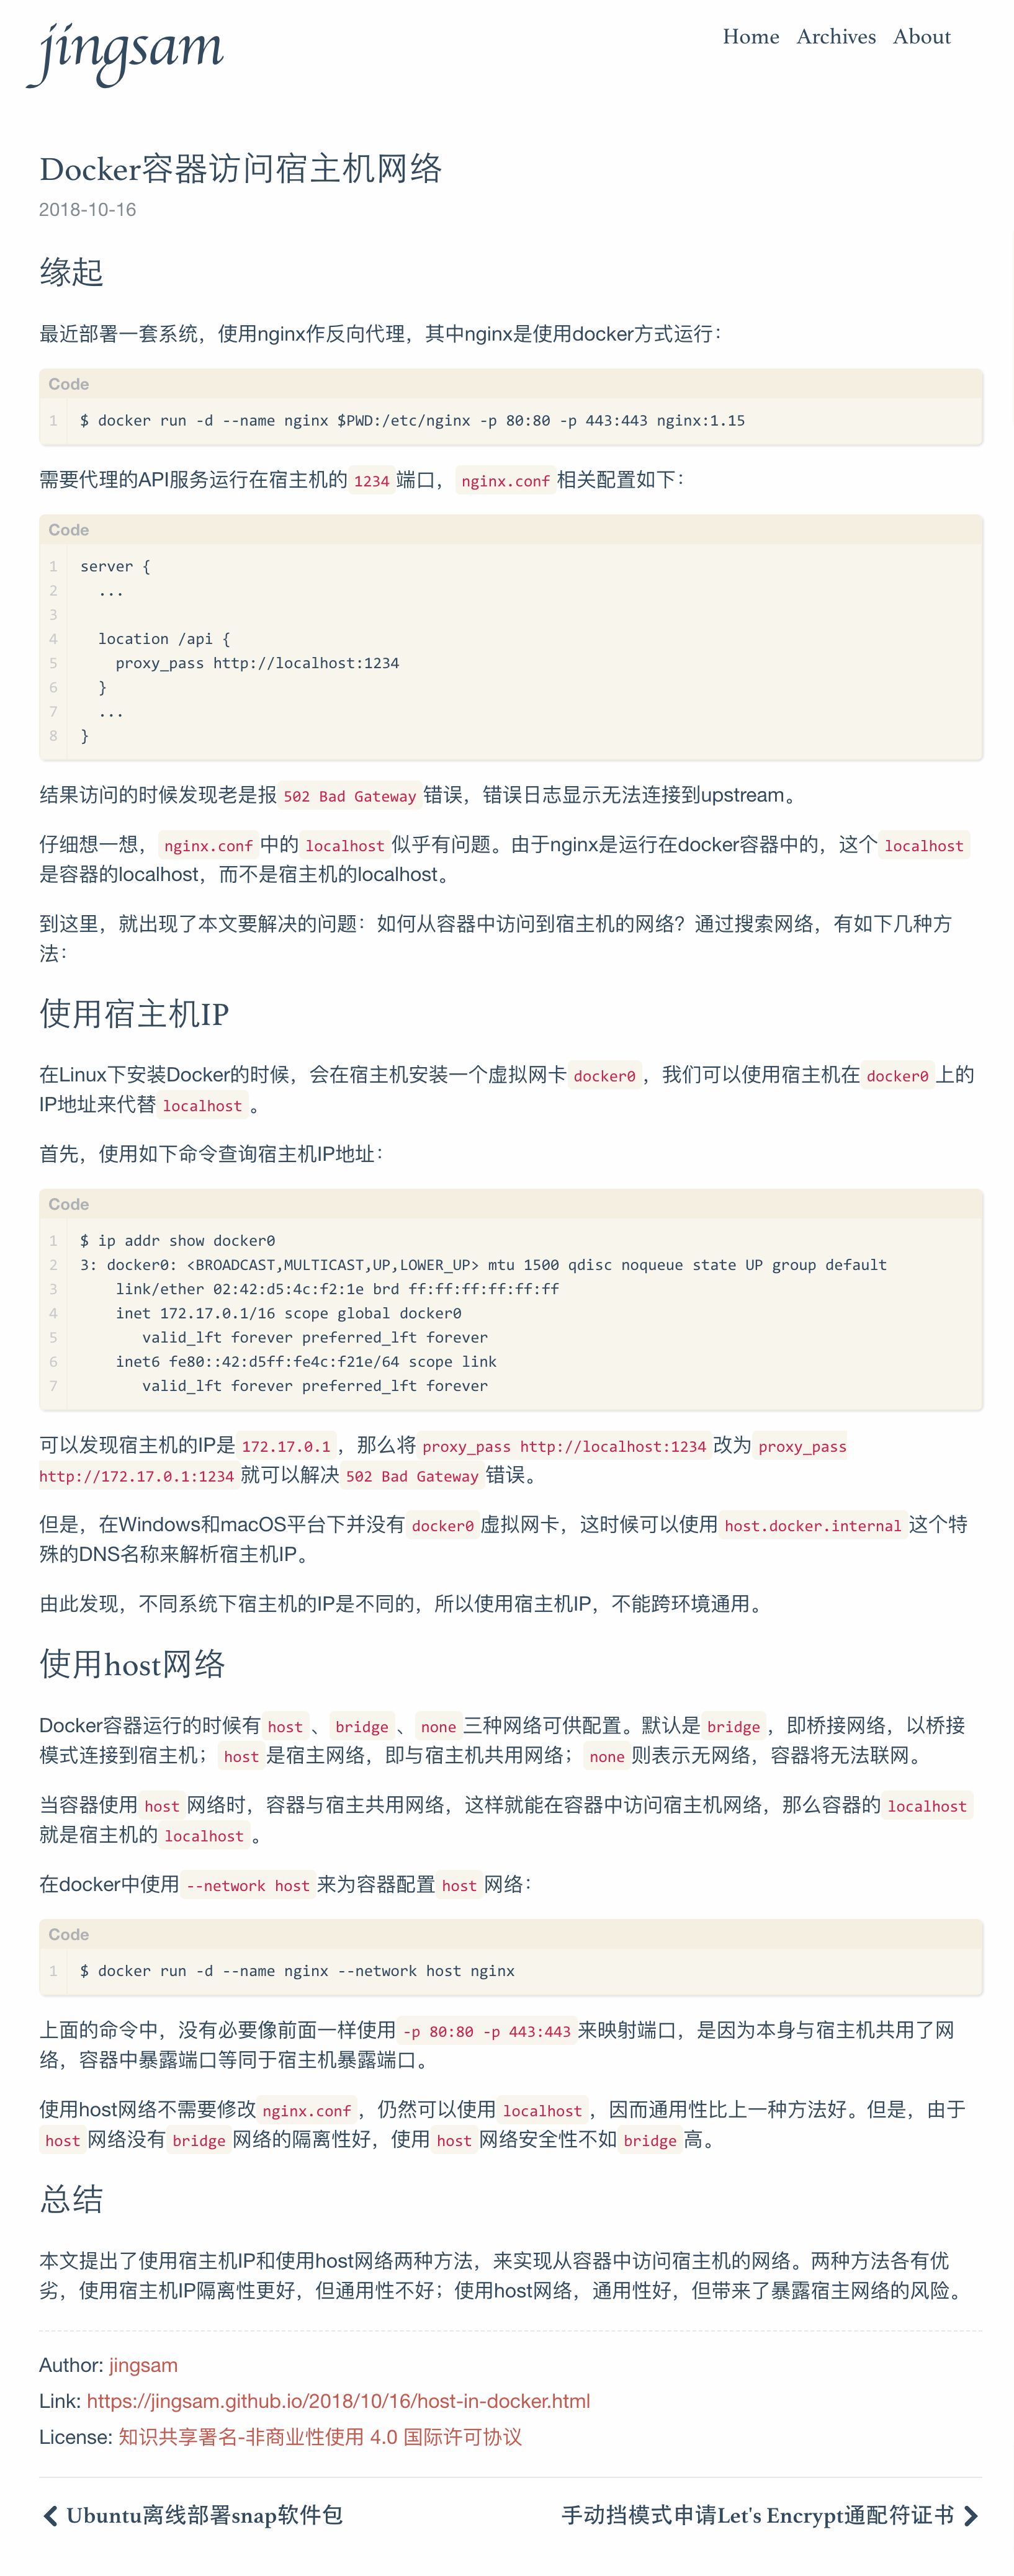 jingsam
Home Archives About
Docker容器访问宿主机网络
2018-10-16
缘起
最近部署一套系统，使用nginx作反向代理，其中nginx是使用docker方式运行：
Code
1 $ docker run -d --name nginx $PWD:/etc/nginx -p 80:80 -p 443:443 nginx:1.15
需要代理的API服务运行在宿主机的 1234 端口， nginx.conf 相关配置如下：
Code
1 server {
2   ...
3
4   location /api {
5     proxy_pass http://localhost:1234
6   }
7   ...
8 }
结果访问的时候发现老是报 502 Bad Gateway 错误，错误日志显示无法连接到upstream。
仔细想一想， nginx.conf 中的 localhost 似乎有问题。由于nginx是运行在docker容器中的，这个 localhost
是容器的localhost，而不是宿主机的localhost。
到这里，就出现了本文要解决的问题：如何从容器中访问到宿主机的网络？通过搜索网络，有如下几种方
法：
使用宿主机IP
在Linux下安装Docker的时候，会在宿主机安装一个虚拟网卡 docker0 ，我们可以使用宿主机在 docker0 上的
IP地址来代替 localhost 。
首先，使用如下命令查询宿主机IP地址：
Code
1 $ ip addr show docker0
2 3: docker0: <BROADCAST,MULTICAST,UP,LOWER_UP> mtu 1500 qdisc noqueue state UP group default
3     link/ether 02:42:d5:4c:f2:1e brd ff:ff:ff:ff:ff:ff
4     inet 172.17.0.1/16 scope global docker0
5        valid_lft forever preferred_lft forever
6     inet6 fe80::42:d5ff:fe4c:f21e/64 scope link
7        valid_lft forever preferred_lft forever
可以发现宿主机的IP是 172.17.0.1 ，那么将 proxy_pass http://localhost:1234 改为 proxy_pass
http://172.17.0.1:1234 就可以解决 502 Bad Gateway 错误。
但是，在Windows和macOS平台下并没有 docker0 虚拟网卡，这时候可以使用 host.docker.internal 这个特
殊的DNS名称来解析宿主机IP。
由此发现，不同系统下宿主机的IP是不同的，所以使用宿主机IP，不能跨环境通用。
使用host网络
Docker容器运行的时候有 host 、 bridge 、 none 三种网络可供配置。默认是 bridge ，即桥接网络，以桥接
模式连接到宿主机； host 是宿主网络，即与宿主机共用网络； none 则表示无网络，容器将无法联网。
当容器使用 host 网络时，容器与宿主共用网络，这样就能在容器中访问宿主机网络，那么容器的 localhost
就是宿主机的 localhost 。
在docker中使用 --network host 来为容器配置 host 网络：
Code
1 $ docker run -d --name nginx --network host nginx
上面的命令中，没有必要像前面一样使用 -p 80:80 -p 443:443 来映射端口，是因为本身与宿主机共用了网
络，容器中暴露端口等同于宿主机暴露端口。
使用host网络不需要修改 nginx.conf ，仍然可以使用 localhost ，因而通用性比上一种方法好。但是，由于
host 网络没有 bridge 网络的隔离性好，使用 host 网络安全性不如 bridge 高。
总结
本文提出了使用宿主机IP和使用host网络两种方法，来实现从容器中访问宿主机的网络。两种方法各有优
劣，使用宿主机IP隔离性更好，但通用性不好；使用host网络，通用性好，但带来了暴露宿主网络的风险。
Author: jingsam
Link: https://jingsam.github.io/2018/10/16/host-in-docker.html
License: 知识共享署名-非商业性使用 4.0 国际许可协议
Ubuntu离线部署snap软件包 手动挡模式申请Let's Encrypt通配符证书